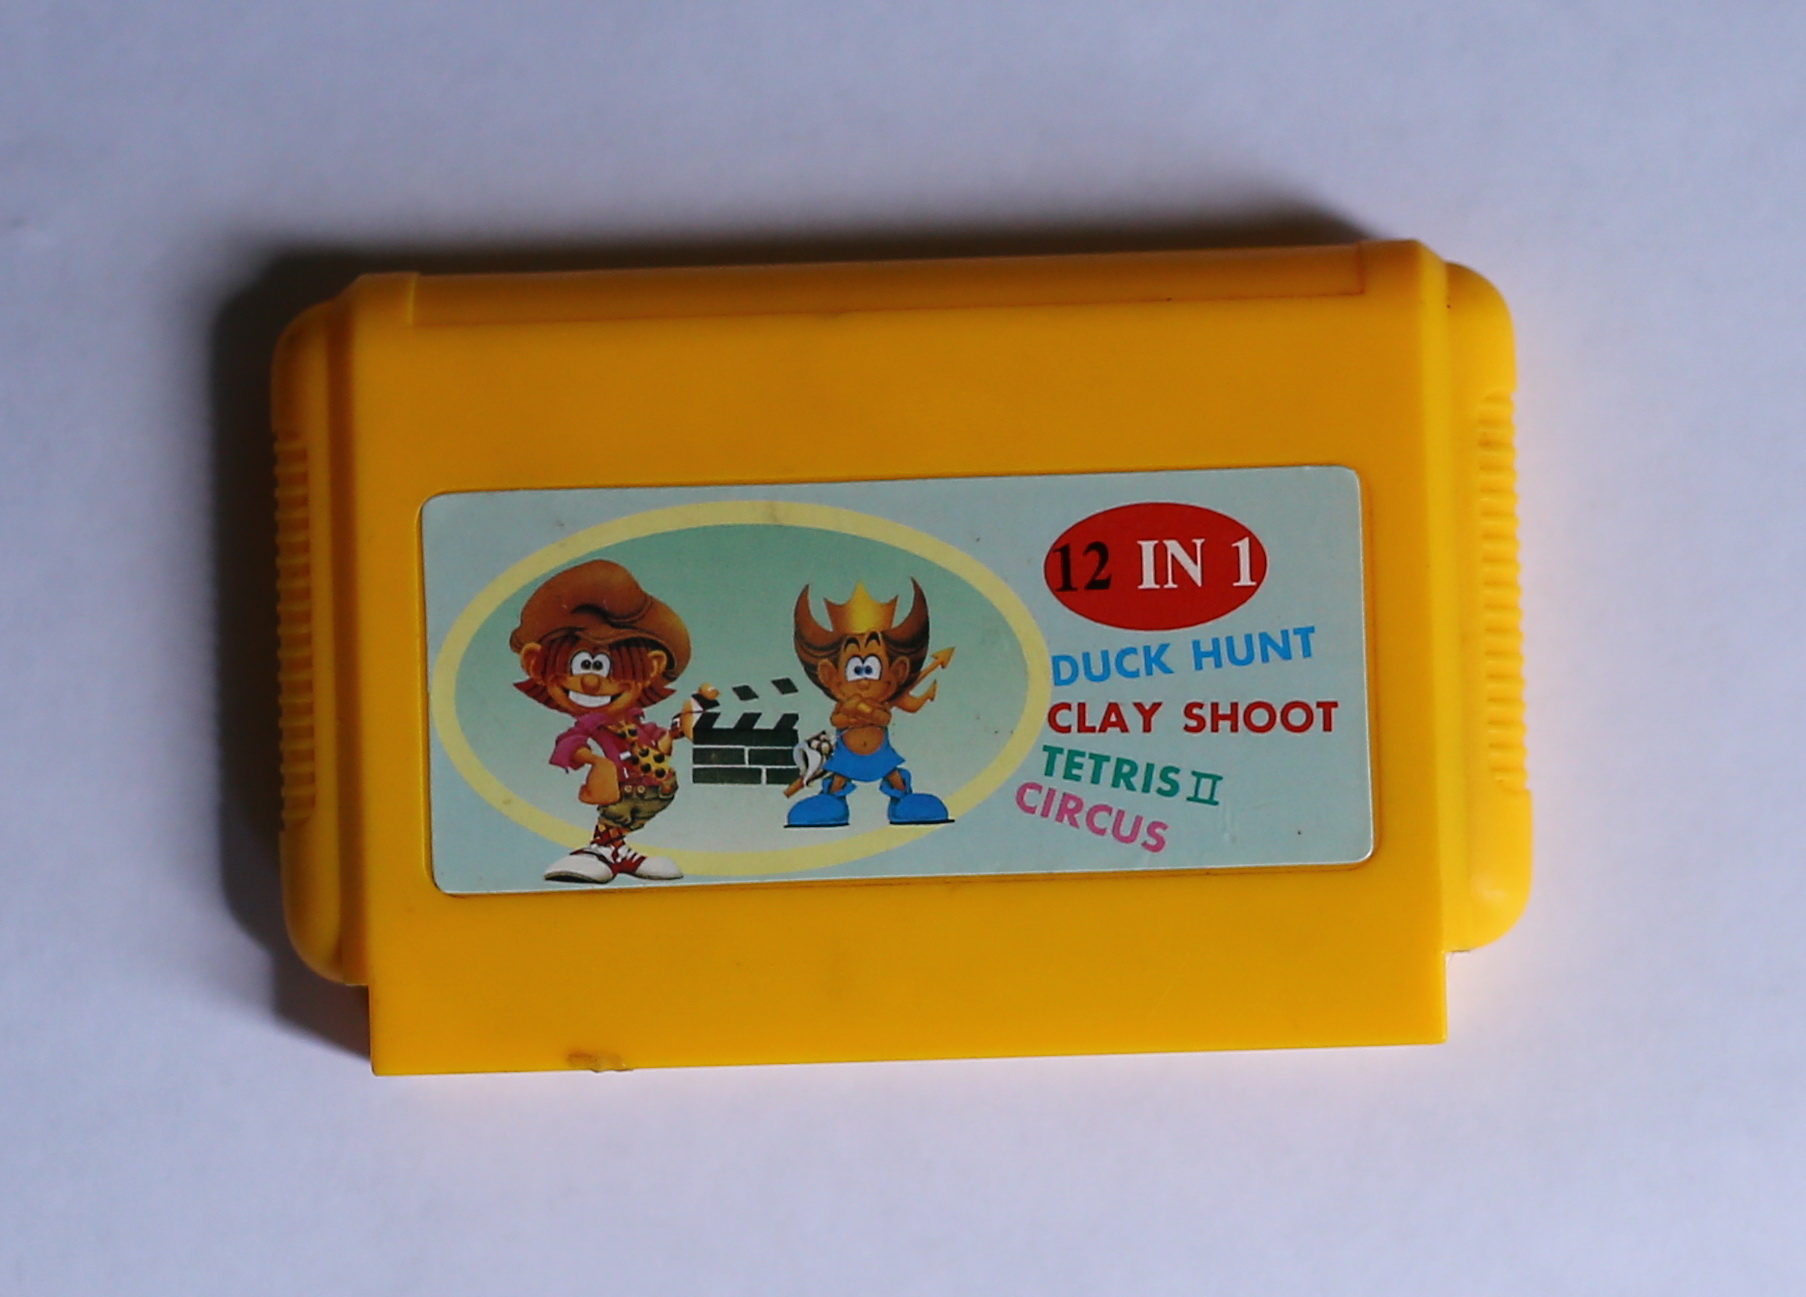 12 IN 1
DUCK HUNT
CLAY SHOOT
TETRIS II
CIRCUS